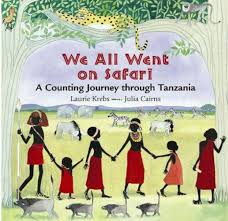 We All Went
on Safari
A Counting Journey through Tanzania
Laurie Krebs Julia Cairns